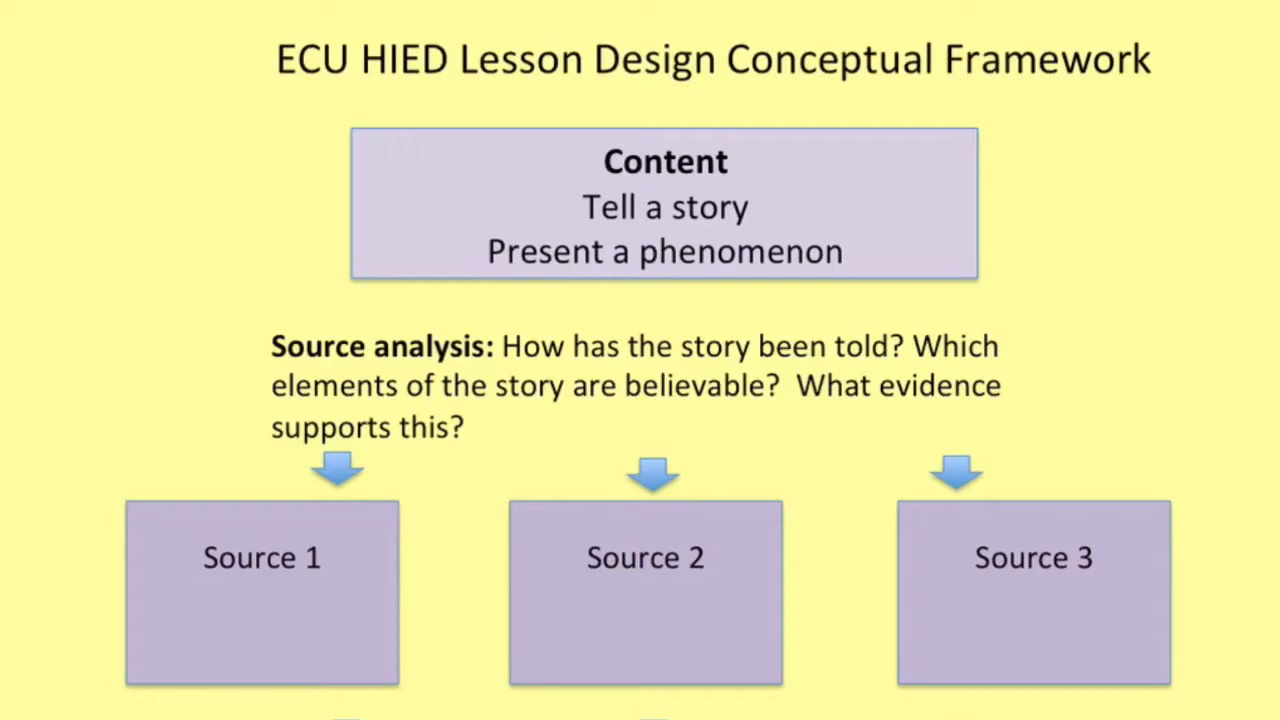 ECU HIED Lesson Design Conceptual Framework
Content
Tell a story
Present a phenomenon
Source analysis: How has the story been told? Which
elements of the story are believable?  What evidence
supports this?
Source 1
Source 2
Source 3